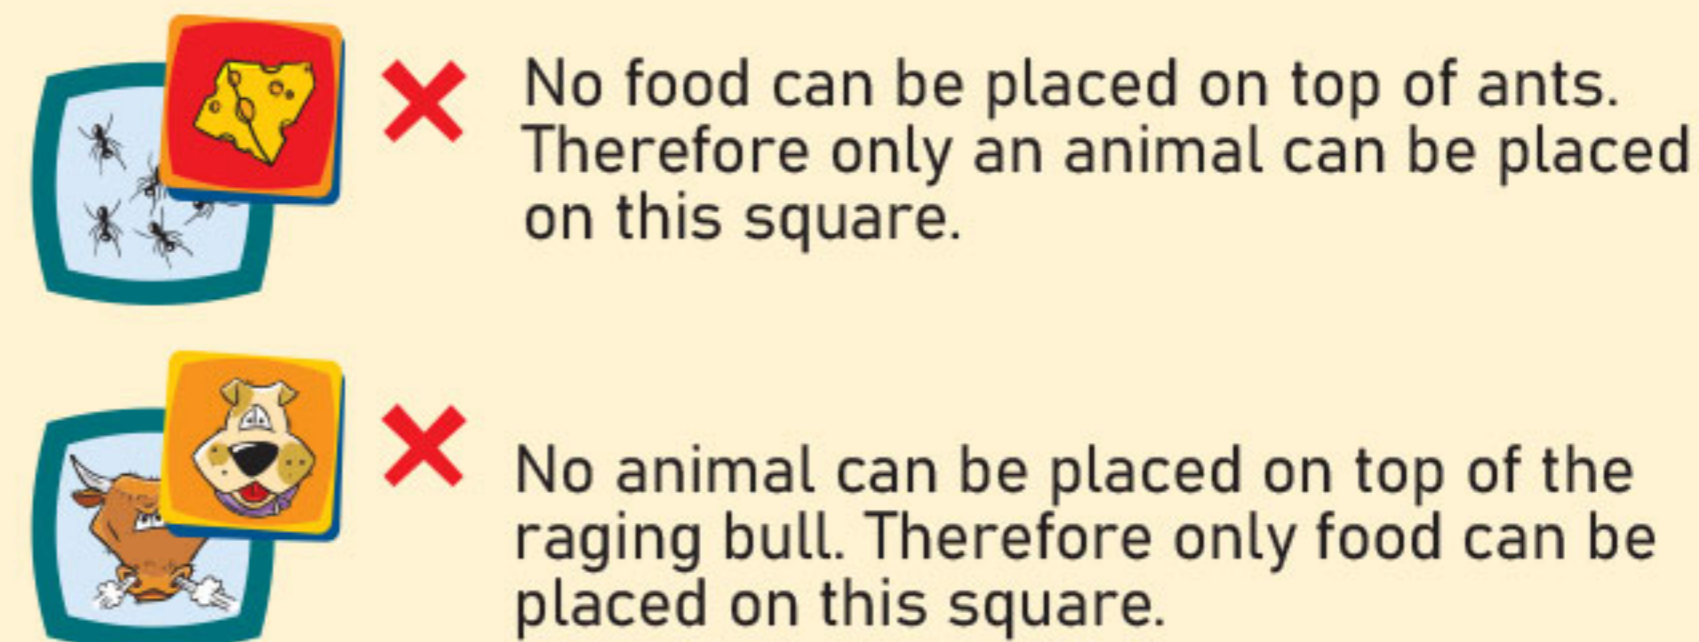 No food can be placed on top of ants.
Therefore only an animal can be placed
on this square.
No animal can be placed on top of the
raging bull. Therefore only food can be
placed on this square.